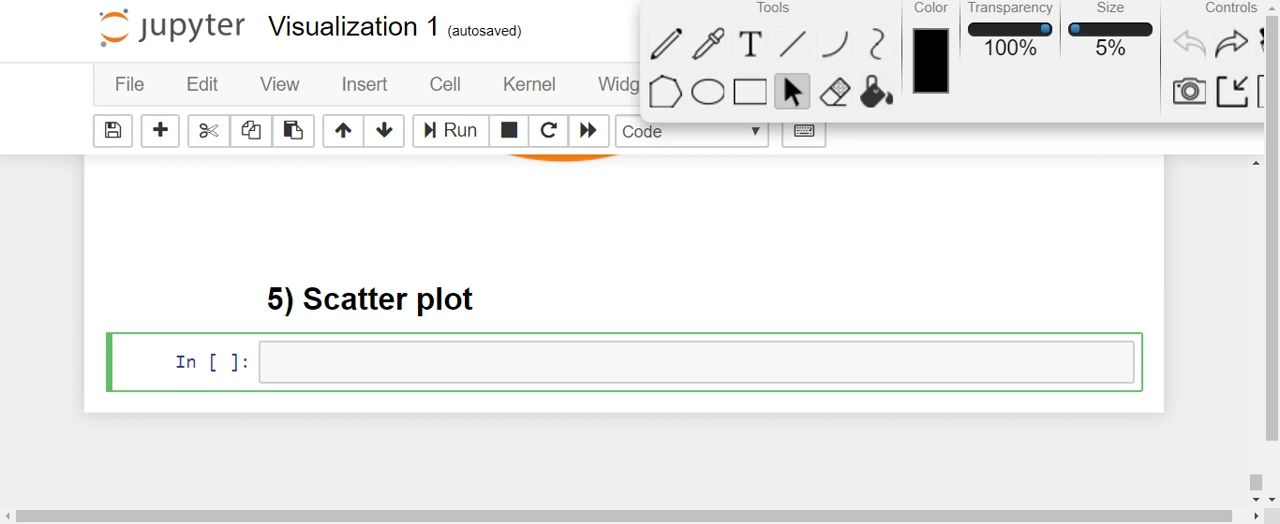 jupyter Visualization 1 (autosaved)
Tools Color Transparency Size Controls
100% 5%
T
File Edit View Insert Cell Kernel Widg
Run Code
5) Scatter plot
In [ ]: